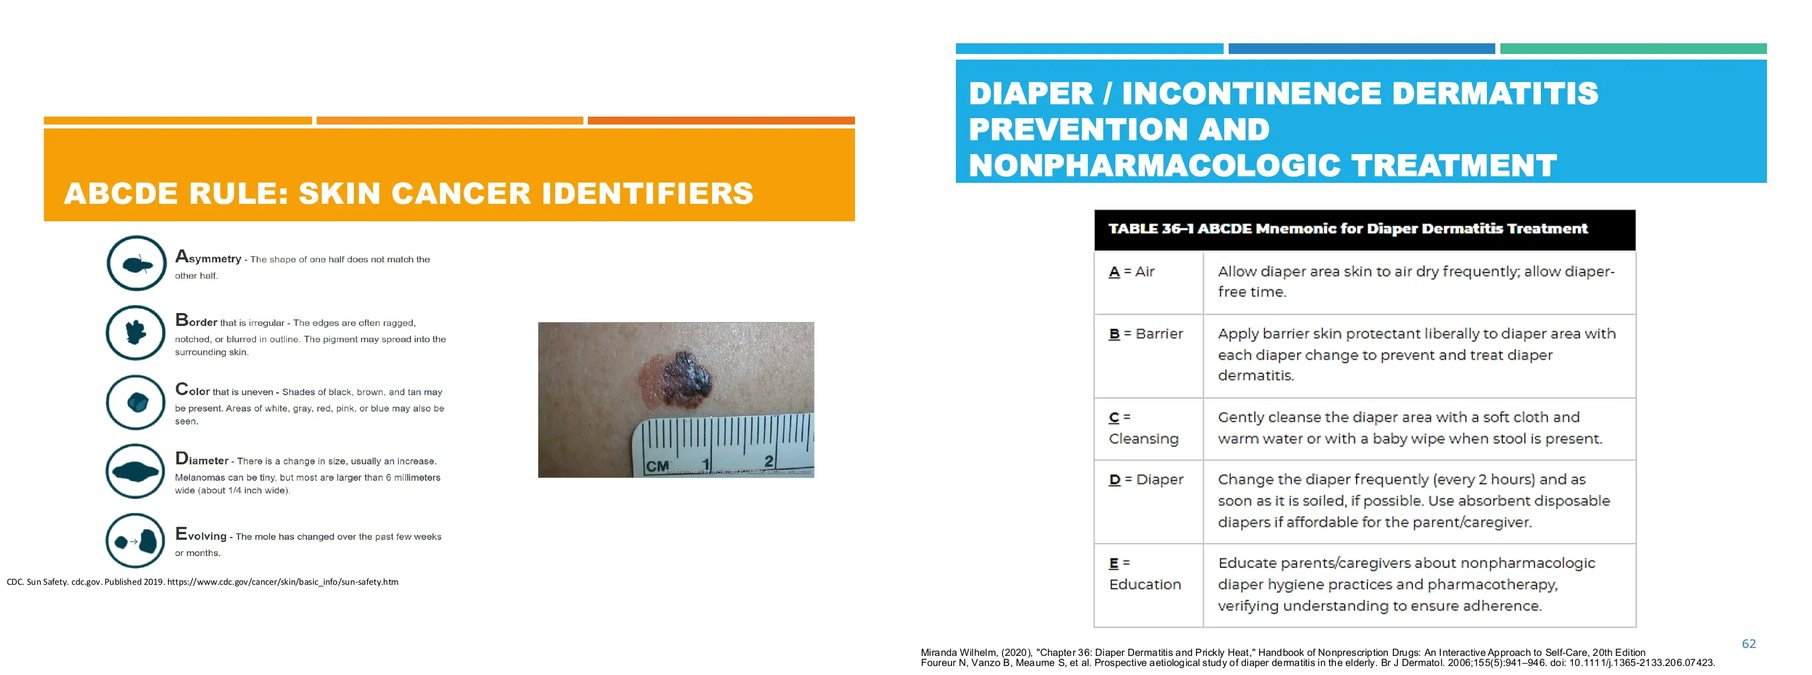 ABCDE RULE: SKIN CANCER IDENTIFIERS
Asymmetry - The shape of one half does not match the
other half.
Border that is irregular - The edges are often ragged,
notched, or blurred in outline. The pigment may spread into the
surrounding skin.
Color that is uneven - Shades of black, brown, and tan may
be present. Areas of white, gray, red, pink, or blue may also be
seen.
Diameter - There is a change in size, usually an increase.
Melanomas can be tiny, but most are larger than 6 millimeters
wide (about 1/4 inch wide).
Evolving - The mole has changed over the past few weeks
or months.
CM 1 2
CDC. Sun Safety. cdc.gov. Published 2019. https://www.cdc.gov/cancer/skin/basic_info/sun-safety.htm
DIAPER / INCONTINENCE DERMATITIS
PREVENTION AND
NONPHARMACOLOGIC TREATMENT
TABLE 36–1 ABCDE Mnemonic for Diaper Dermatitis Treatment
A = Air
Allow diaper area skin to air dry frequently; allow diaper-
free time.
B = Barrier
Apply barrier skin protectant liberally to diaper area with
each diaper change to prevent and treat diaper
dermatitis.
C =
Cleansing
Gently cleanse the diaper area with a soft cloth and
warm water or with a baby wipe when stool is present.
D = Diaper
Change the diaper frequently (every 2 hours) and as
soon as it is soiled, if possible. Use absorbent disposable
diapers if affordable for the parent/caregiver.
E =
Education
Educate parents/caregivers about nonpharmacologic
diaper hygiene practices and pharmacotherapy,
verifying understanding to ensure adherence.
62
Miranda Wilhelm, (2020), "Chapter 36: Diaper Dermatitis and Prickly Heat," Handbook of Nonprescription Drugs: An Interactive Approach to Self-Care, 20th Edition
Foureur N, Vanzo B, Meaume S, et al. Prospective aetiological study of diaper dermatitis in the elderly. Br J Dermatol. 2006;155(5):941–946. doi: 10.1111/j.1365-2133.206.07423.